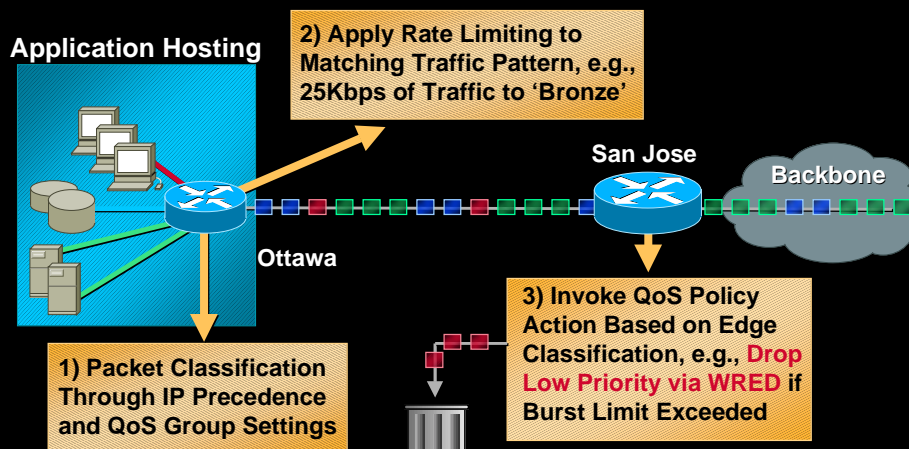 Application Hosting
2) Apply Rate Limiting to
Matching Traffic Pattern, e.g.,
25Kbps of Traffic to ‘Bronze’
San Jose
Backbone
Ottawa
1) Packet Classification
Through IP Precedence
and QoS Group Settings
3) Invoke QoS Policy
Action Based on Edge
Classification, e.g., Drop
Low Priority via WRED if
Burst Limit Exceeded